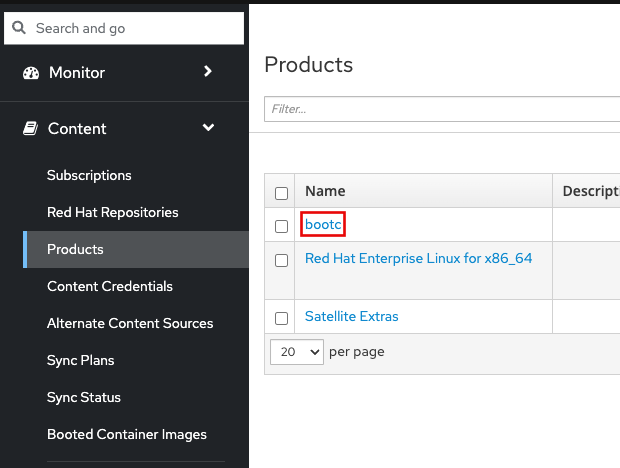 Search and go
Monitor
Content
Subscriptions
Red Hat Repositories
Products
Content Credentials
Alternate Content Sources
Sync Plans
Sync Status
Booted Container Images
Products
Filter...
Name Descripti
bootc
Red Hat Enterprise Linux for x86_64
Satellite Extras
20 per page